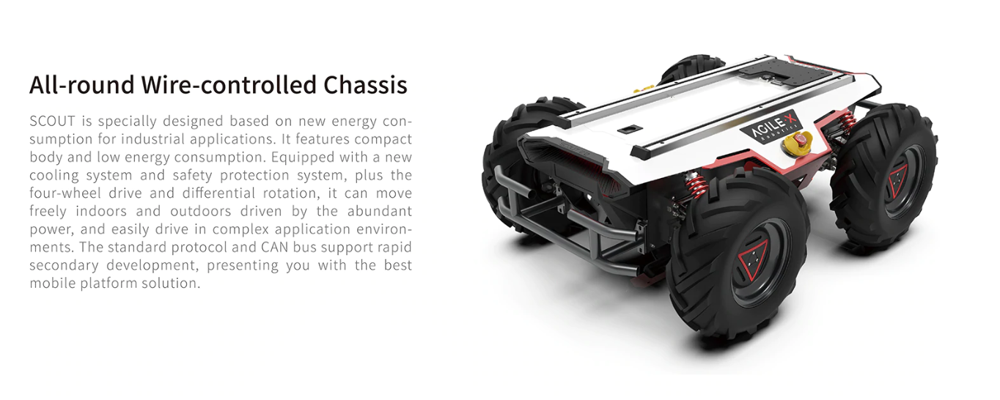 All-round Wire-controlled Chassis
SCOUT is specially designed based on new energy con-
sumption for industrial applications. It features compact
body and low energy consumption. Equipped with a new
cooling system and safety protection system, plus the
four-wheel drive and differential rotation, it can move
freely indoors and outdoors driven by the abundant
power, and easily drive in complex application environ-
ments. The standard protocol and CAN bus support rapid
secondary development, presenting you with the best
mobile platform solution.
AGILE·X
Robotics